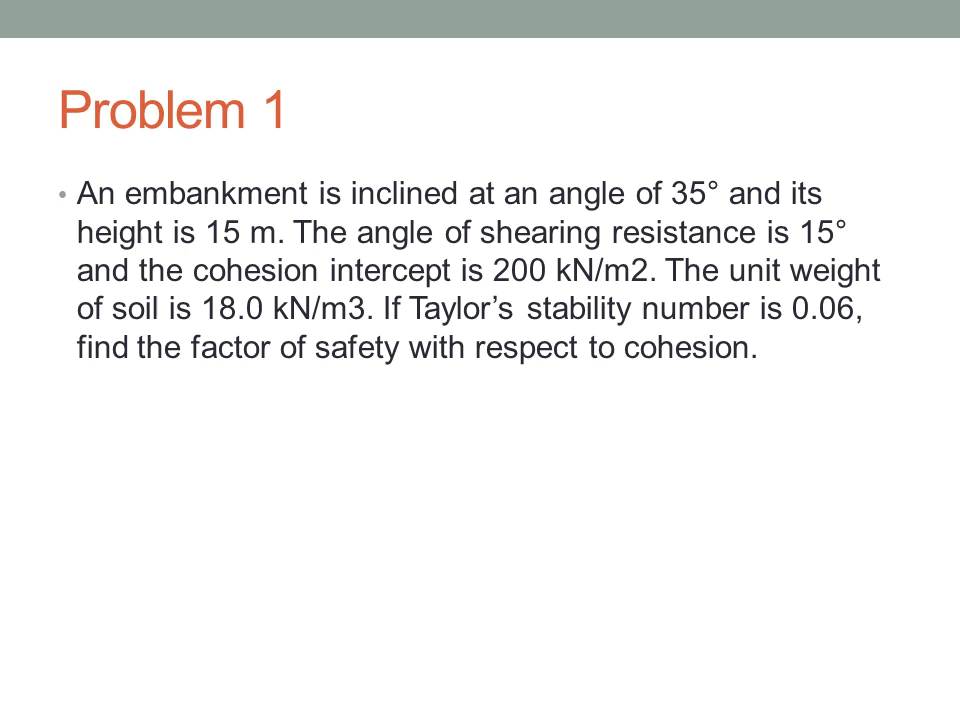 Problem 1
• An embankment is inclined at an angle of 35° and its
height is 15 m. The angle of shearing resistance is 15°
and the cohesion intercept is 200 kN/m2. The unit weight
of soil is 18.0 kN/m3. If Taylor’s stability number is 0.06,
find the factor of safety with respect to cohesion.